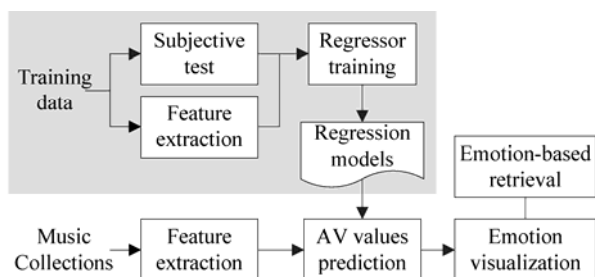 Subjective
test
Regressor
training
Training
data
Feature
extraction
Regression
models
Emotion-based
retrieval
Music
Collections
Feature
extraction
AV values
prediction
Emotion
visualization